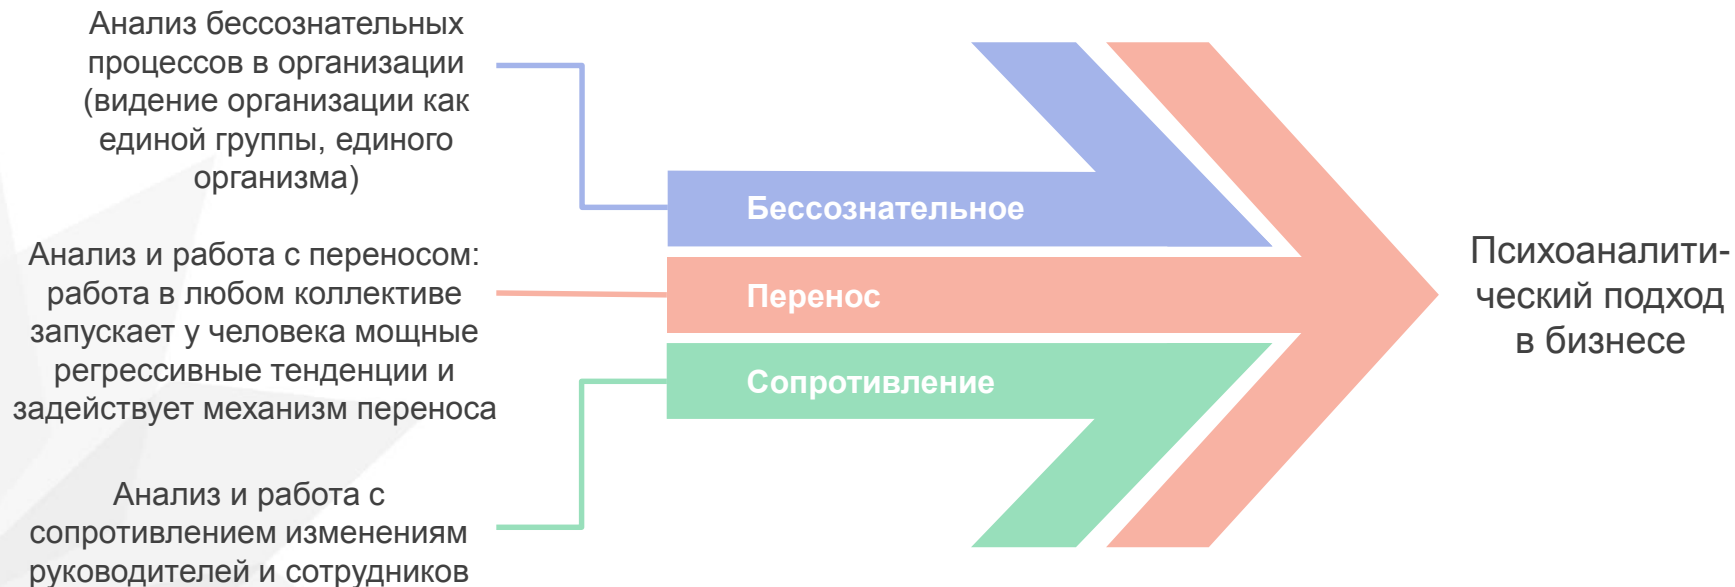 Анализ бессознательных
процессов в организации
(видение организации как
единой группы, единого
организма)
Бессознательное
Анализ и работа с переносом:
работа в любом коллективе
запускает у человека мощные
регрессивные тенденции и
задействует механизм переноса
Перенос
Анализ и работа с
сопротивлением изменениям
руководителей и сотрудников
Сопротивление
Психоаналити-
ческий подход
в бизнесе